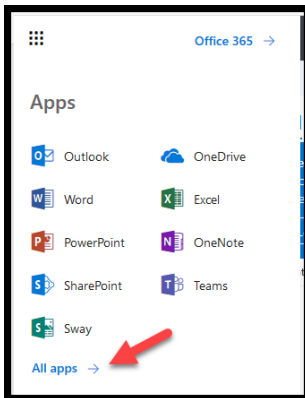 Office 365 →
Apps
Outlook OneDrive
Word Excel
PowerPoint OneNote
SharePoint Teams
Sway
All apps →